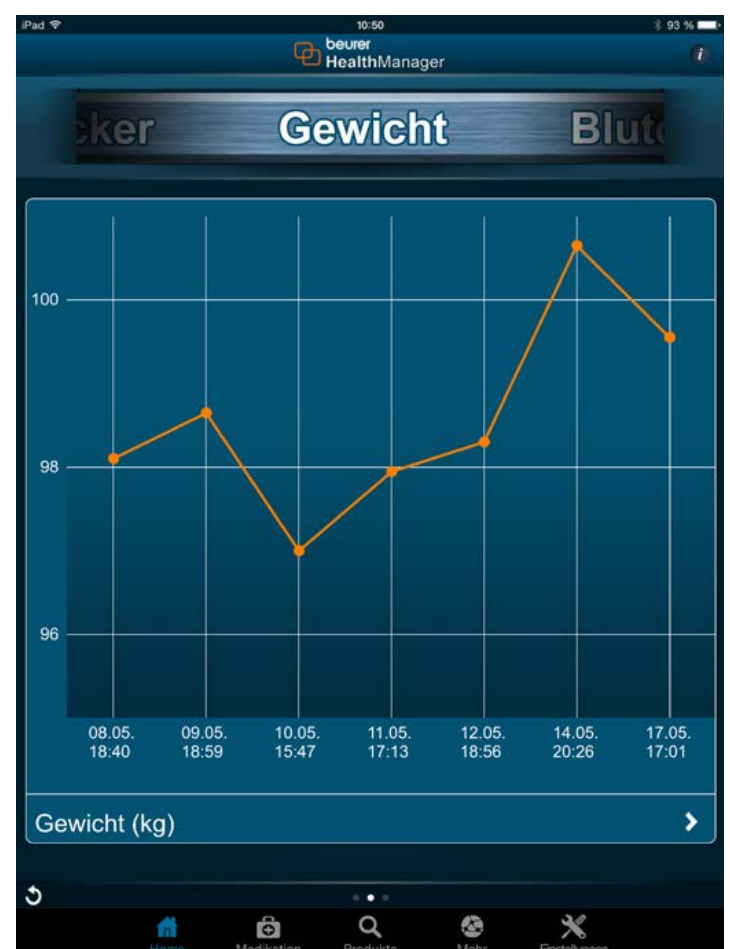 iPad 10:50 93 %
beurer
HealthManager
i
cker Gewicht Blutd
100
98
96
08.05. 09.05. 10.05. 11.05. 12.05. 14.05. 17.05.
18:40 18:59 15:47 17:13 18:56 20:26 17:01
Gewicht (kg)
Home Medikation Produkte Mehr Einstellungen